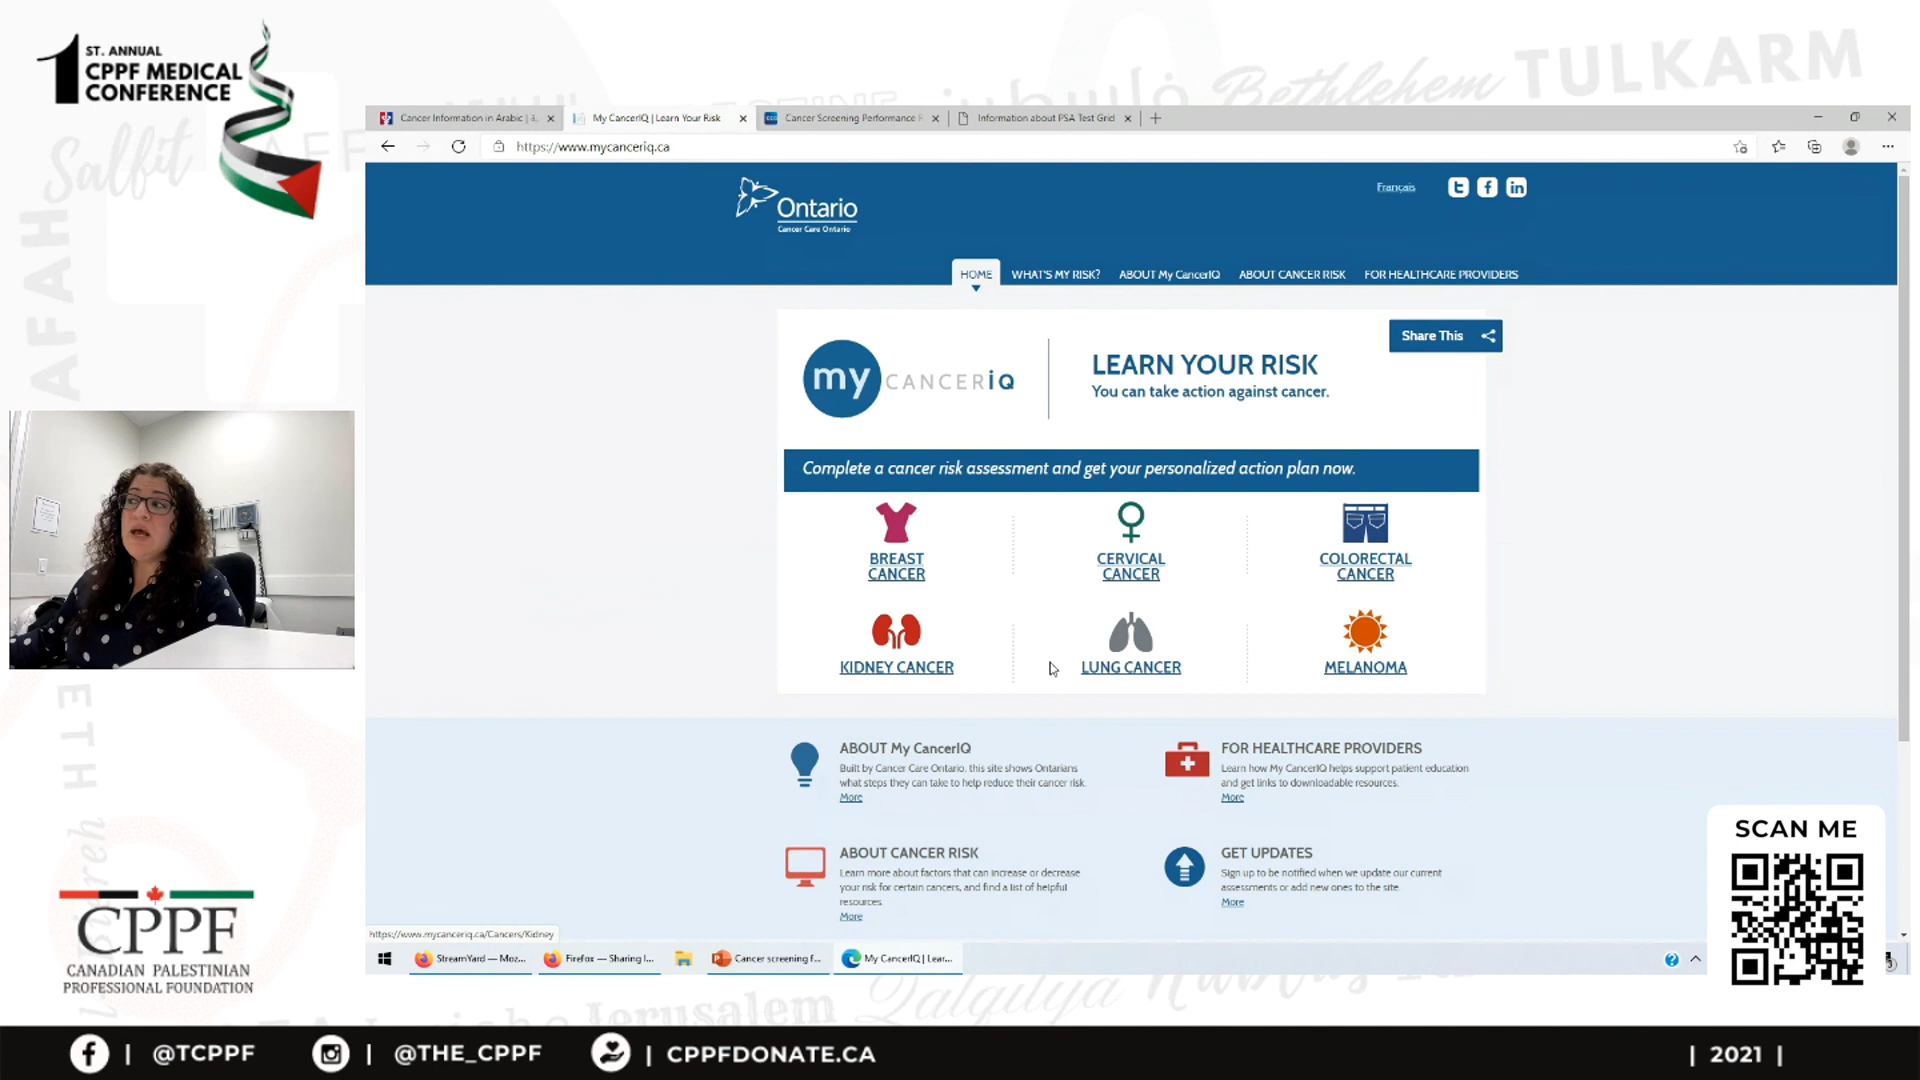 ST. ANNUAL
1 CPPF MEDICAL
CONFERENCE
Salfit
Bethlehem
TULKARM
AFAH
Cancer Information in Arabic |
My CancerIQ | Learn Your Risk
Cancer Screening Performance
Information about PSA Test Grid
https://www.mycanceriq.ca
Ontario
Cancer Care Ontario
Français
HOME
WHAT'S MY RISK?
ABOUT My CancerIQ
ABOUT CANCER RISK
FOR HEALTHCARE PROVIDERS
Share This
my CANCERIQ
LEARN YOUR RISK
You can take action against cancer.
Complete a cancer risk assessment and get your personalized action plan now.
BREAST
CANCER
CERVICAL
CANCER
COLORECTAL
CANCER
KIDNEY CANCER
LUNG CANCER
MELANOMA
ABOUT My CancerIQ
Built by Cancer Care Ontario, this site shows Ontarians
what steps they can take to help reduce their cancer risk.
More
FOR HEALTHCARE PROVIDERS
Learn how My CancerIQ helps support patient education
and get links to downloadable resources.
More
ABOUT CANCER RISK
Learn more about factors that can increase or decrease
your risk for certain cancers, and find a list of helpful
resources.
More
GET UPDATES
Sign up to be notified when we update our current
assessments or add new ones to the site.
More
https://www.mycanceriq.ca/Cancers/Kidney
StreamYard — Moz...
Firefox — Sharing I...
Cancer screening f...
My CancerIQ | Lear...
SCAN ME
CPPF
CANADIAN PALESTINIAN
PROFESSIONAL FOUNDATION
Jerusalem
Qalqilya
| @TCPPF
| @THE_CPPF
| CPPFDONATE.CA
| 2021 |